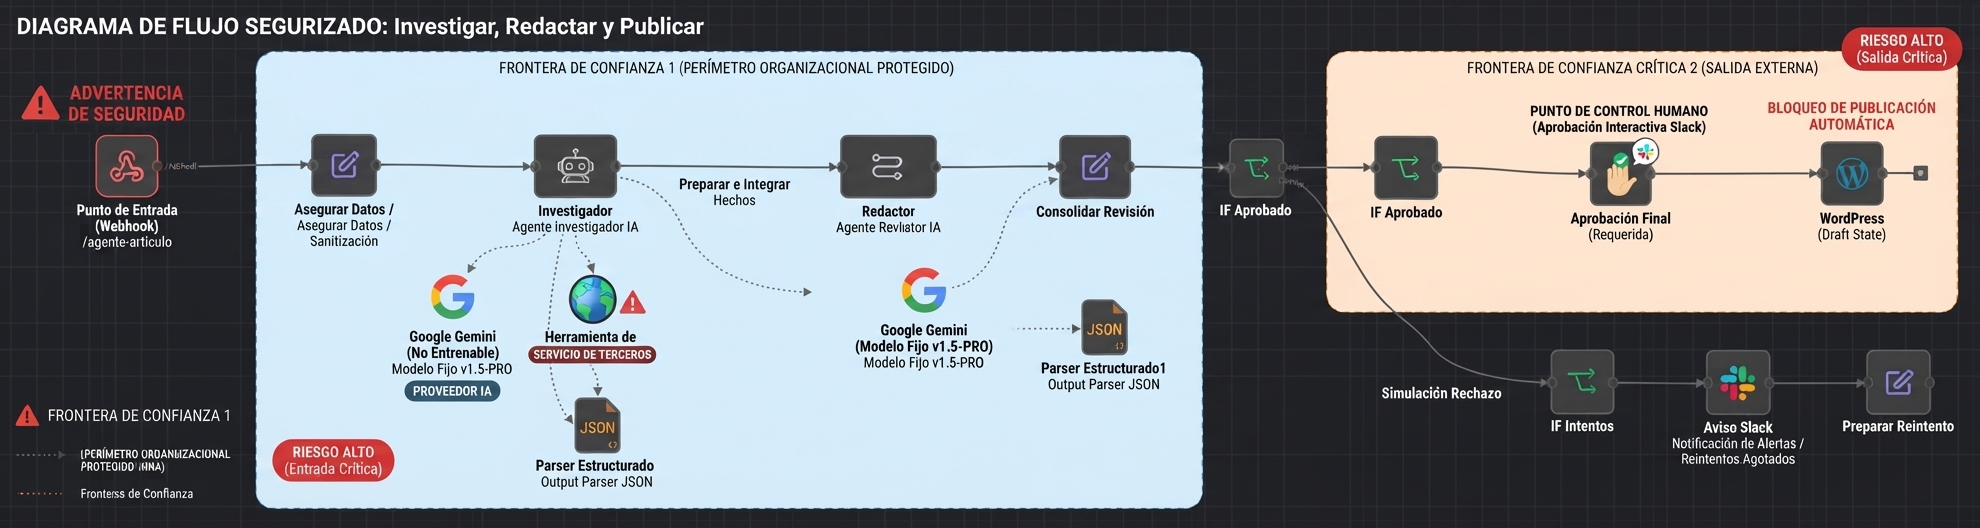 DIAGRAMA DE FLUJO SEGURIZADO: Investigar, Redactar y Publicar
ADVERTENCIA
DE SEGURIDAD
Punto de Entrada
(Webhook)
/agente-articulo
FRONTERA DE CONFIANZA 1 (PERÍMETRO ORGANIZACIONAL PROTEGIDO)
Asegurar Datos /
Asegurar Datos /
Sanitización
Investigador
Agente Investigador IA
Preparar e Integrar
Hechos
Redactor
Agente IA
Consolidar Revisión
Google Gemini
(No Entrenable)
Modelo Fijo v1.5-PRO
PROVEEDOR IA
Herramienta de
SERVICIO DE TERCEROS
JSON
Parser Estructurado
Output Parser JSON
Google Gemini
(Modelo Fijo v1.5-PRO)
Modelo Fijo v1.5-PRO
JSON
Parser Estructurado1
Output Parser JSON
RIESGO ALTO
(Entrada Crítica)
IF Aprobado
RIESGO ALTO
(Salida Crítica)
FRONTERA DE CONFIANZA CRÍTICA 2 (SALIDA EXTERNA)
IF Aprobado
PUNTO DE CONTROL HUMANO
(Aprobación Interactiva Slack)
Aprobación Final
(Requerida)
BLOQUEO DE PUBLICACIÓN
AUTOMÁTICA
WordPress
(Draft State)
Simulación Rechazo
IF Intentos
Aviso Slack
Notificación de Alertas /
Reintentos Agotados
Preparar Reintento
FRONTERA DE CONFIANZA 1
(PERÍMETRO
de Confianza